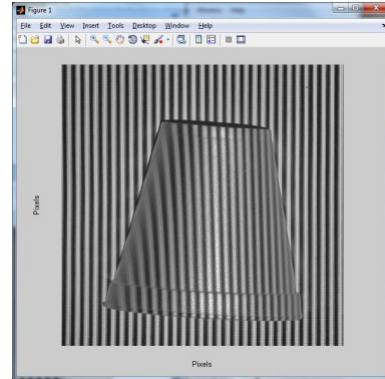 Figure 1
File Edit View Insert Tools Desktop Window Help
Pixels
Pixels